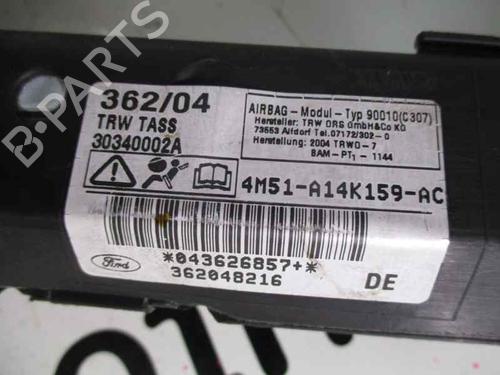 B-PARTS
362/04
TRW TASS
30340002A
AIRBAG - Modul - Typ 90010(C307)
Hersteller: TRW ORG GmbH&Co KG
73553 Alfdorf Tel.07172/302-0
Herstellung: 2004 TRWO-7
BAM-PT1- 1144
4M51-A14K159-AC
*043626857+*
362048216
Ford
DE